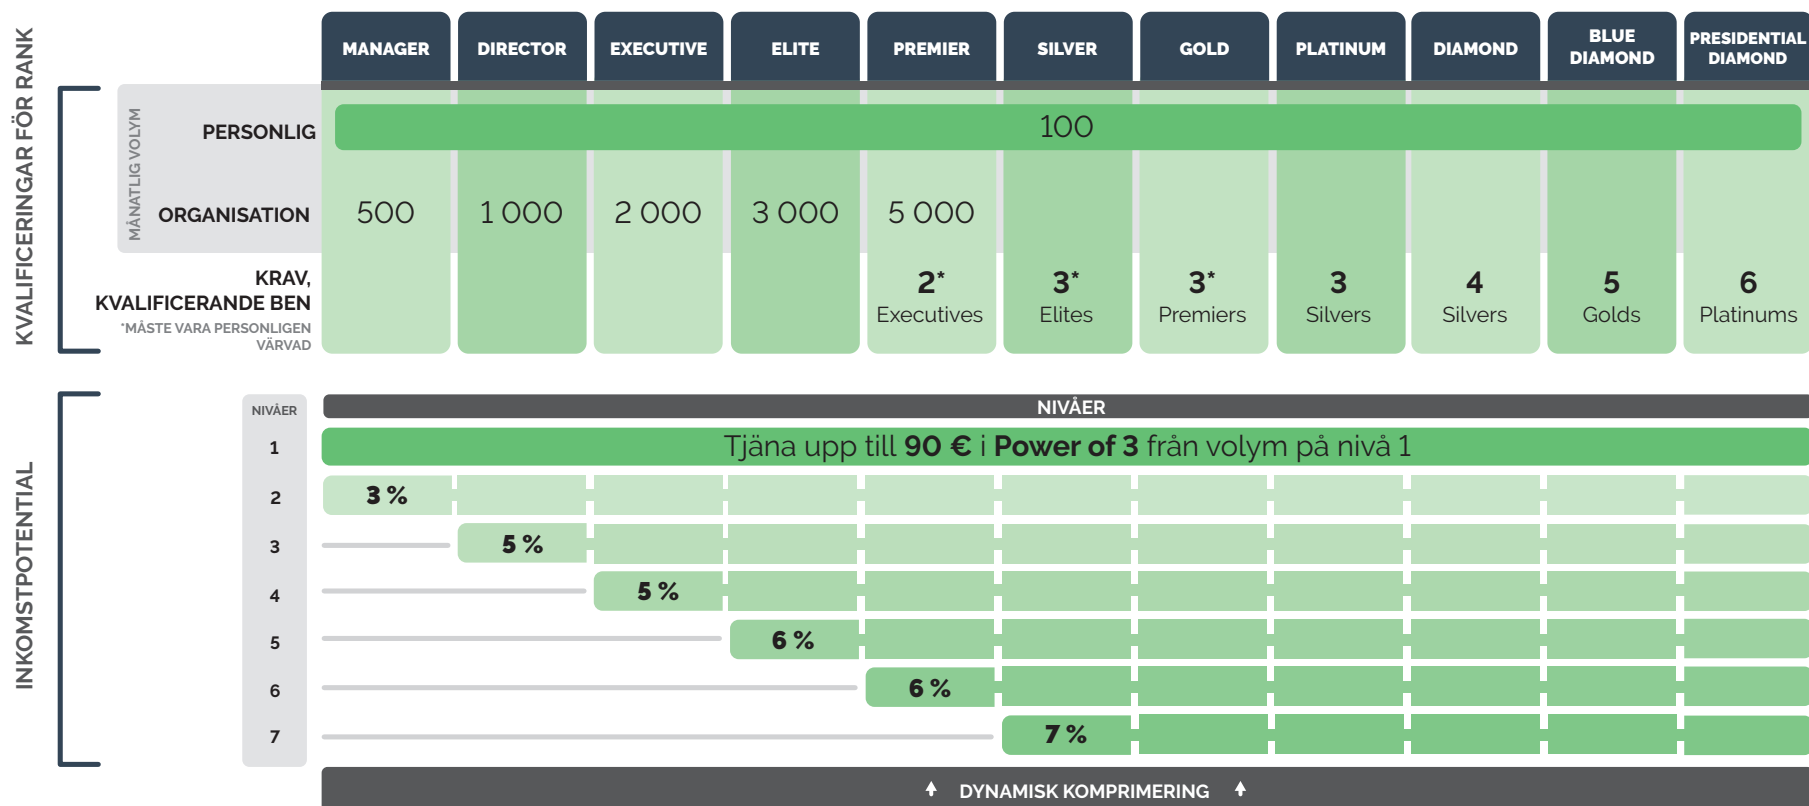 KVALIFICERINGAR FÖR RANK
MANAGER
DIRECTOR
EXECUTIVE
ELITE
PREMIER
SILVER
GOLD
PLATINUM
DIAMOND
BLUE
DIAMOND
PRESIDENTIAL
DIAMOND
MÅNATLIG VOLYM
PERSONLIG
100
ORGANISATION
500
1 000
2 000
3 000
5 000
KRAV,
KVALIFICERANDE BEN
*MÅSTE VARA PERSONLIGEN
VÄRVAD
2*
Executives
3*
Elites
3*
Premiers
3
Silvers
4
Silvers
5
Golds
6
Platinums
INKOMSTPOTENTIAL
NIVÅER
NIVÅER
1
Tjäna upp till 90 € i Power of 3 från volym på nivå 1
2
3 %
3
5 %
4
5 %
5
6 %
6
6 %
7
7 %
DYNAMISK KOMPRIMERING